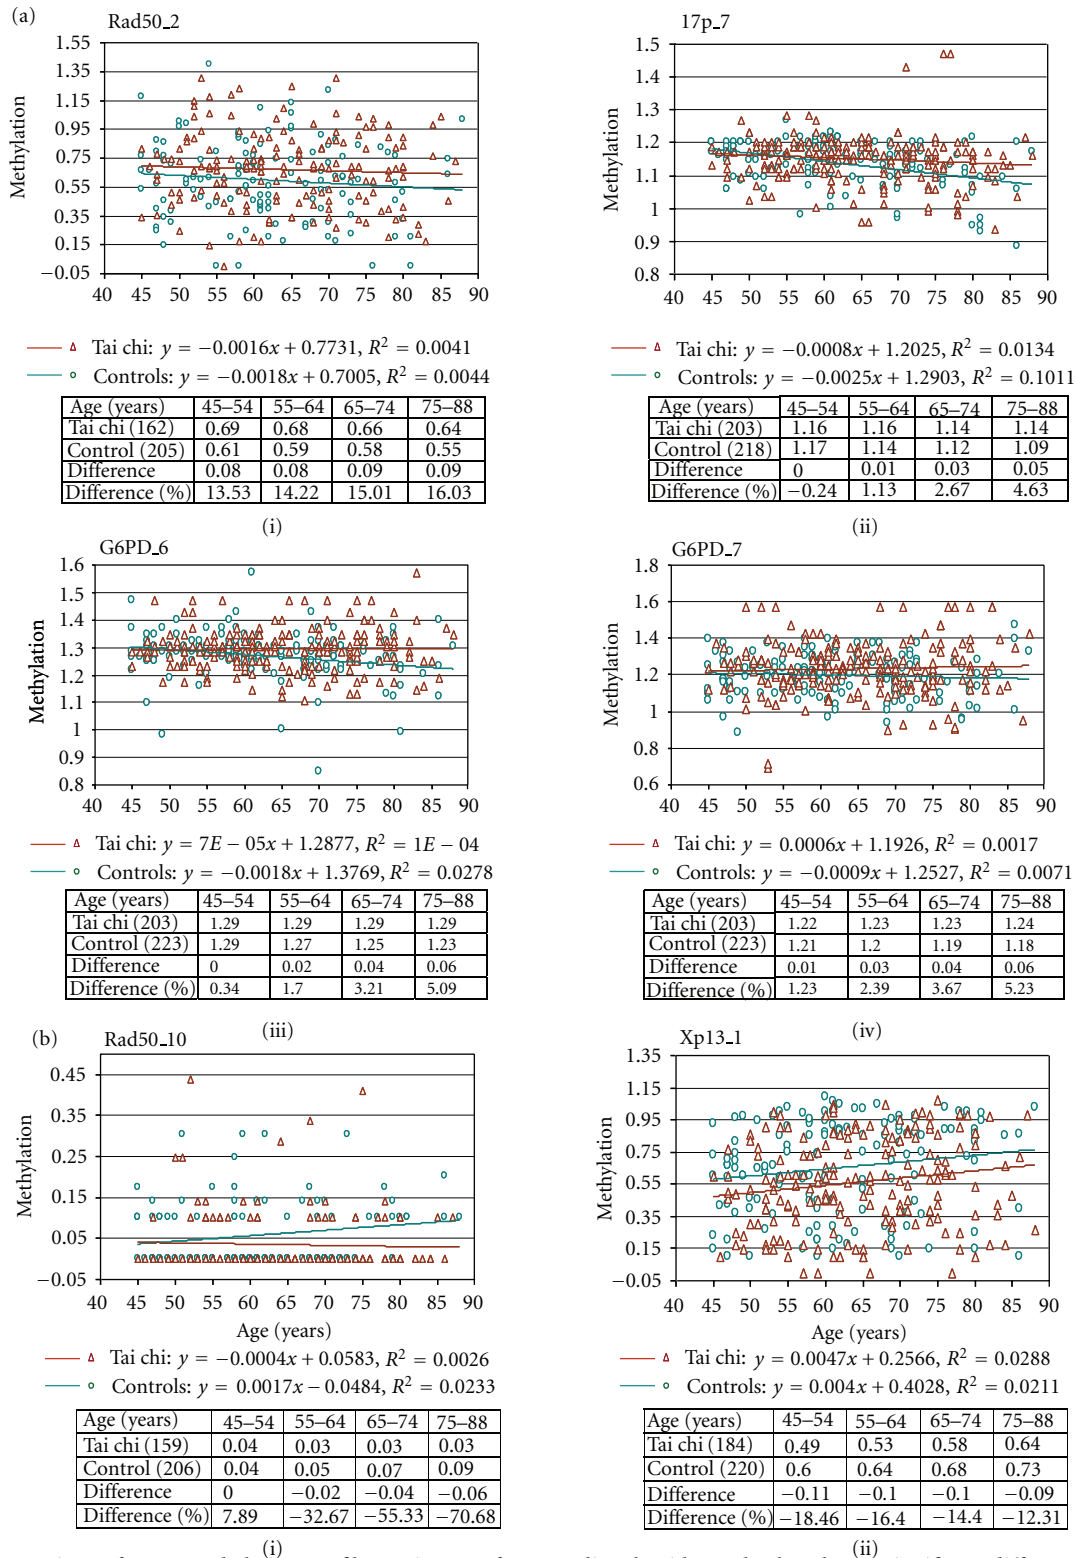 (a)
Rad50_2
1.55
1.35
1.15
0.95
0.75
0.55
0.35
0.15
−0.05
Methylation
40 45 50 55 60 65 70 75 80 85 90
Tai chi: y = −0.0016x + 0.7731, R² = 0.0041
Controls: y = −0.0018x + 0.7005, R² = 0.0044
Age (years) 45–54 55–64 65–74 75–88
Tai chi (162) 0.69 0.68 0.66 0.64
Control (205) 0.61 0.59 0.58 0.55
Difference 0.08 0.08 0.09 0.09
Difference (%) 13.53 14.22 15.01 16.03
(i)
17p_7
1.5
1.4
1.3
1.2
1.1
1
0.9
0.8
Methylation
40 45 50 55 60 65 70 75 80 85 90
Tai chi: y = −0.0008x + 1.2025, R² = 0.0134
Controls: y = −0.0025x + 1.2903, R² = 0.1011
Age (years) 45–54 55–64 65–74 75–88
Tai chi (203) 1.16 1.16 1.14 1.14
Control (218) 1.17 1.14 1.12 1.09
Difference 0 0.01 0.03 0.05
Difference (%) −0.24 1.13 2.67 4.63
(ii)
G6PD_6
1.6
1.5
1.4
1.3
1.2
1.1
1
0.9
0.8
Methylation
40 45 50 55 60 65 70 75 80 85 90
Tai chi: y = 7E − 05x + 1.2877, R² = 1E − 04
Controls: y = −0.0018x + 1.3769, R² = 0.0278
Age (years) 45–54 55–64 65–74 75–88
Tai chi (203) 1.29 1.29 1.29 1.29
Control (223) 1.29 1.27 1.25 1.23
Difference 0 0.02 0.04 0.06
Difference (%) 0.34 1.7 3.21 5.09
(iii)
G6PD_7
1.8
1.6
1.4
1.2
1
0.8
0.6
Methylation
40 45 50 55 60 65 70 75 80 85 90
Tai chi: y = 0.0006x + 1.1926, R² = 0.0017
Controls: y = −0.0009x + 1.2527, R² = 0.0071
Age (years) 45–54 55–64 65–74 75–88
Tai chi (203) 1.22 1.23 1.23 1.24
Control (223) 1.21 1.2 1.19 1.18
Difference 0.01 0.03 0.04 0.06
Difference (%) 1.23 2.39 3.67 5.23
(iv)
(b)
Rad50_10
0.45
0.35
0.25
0.15
0.05
−0.05
Methylation
40 45 50 55 60 65 70 75 80 85 90
Age (years)
Tai chi: y = −0.0004x + 0.0583, R² = 0.0026
Controls: y = 0.0017x − 0.0484, R² = 0.0233
Age (years) 45–54 55–64 65–74 75–88
Tai chi (159) 0.04 0.03 0.03 0.03
Control (206) 0.04 0.05 0.07 0.09
Difference 0 −0.02 −0.04 −0.06
Difference (%) 7.89 −32.67 −55.33 −70.68
(i)
Xp13_1
1.35
1.15
0.95
0.75
0.55
0.35
0.15
−0.05
Methylation
40 45 50 55 60 65 70 75 80 85 90
Age (years)
Tai chi: y = 0.0047x + 0.2566, R² = 0.0288
Controls: y = 0.004x + 0.4028, R² = 0.0211
Age (years) 45–54 55–64 65–74 75–88
Tai chi (184) 0.49 0.53 0.58 0.64
Control (220) 0.6 0.64 0.68 0.73
Difference −0.11 −0.1 −0.1 −0.09
Difference (%) −18.46 −16.4 −14.4 −12.31
(ii)